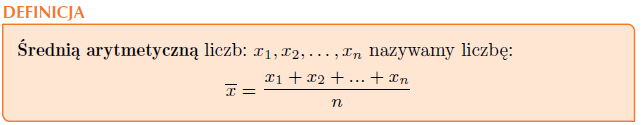 DEFINICJA
Średnią arytmetyczną liczb: x₁, x₂, . . . , xₙ nazywamy liczbę:
x̅ = (x₁ + x₂ + ... + xₙ) / n